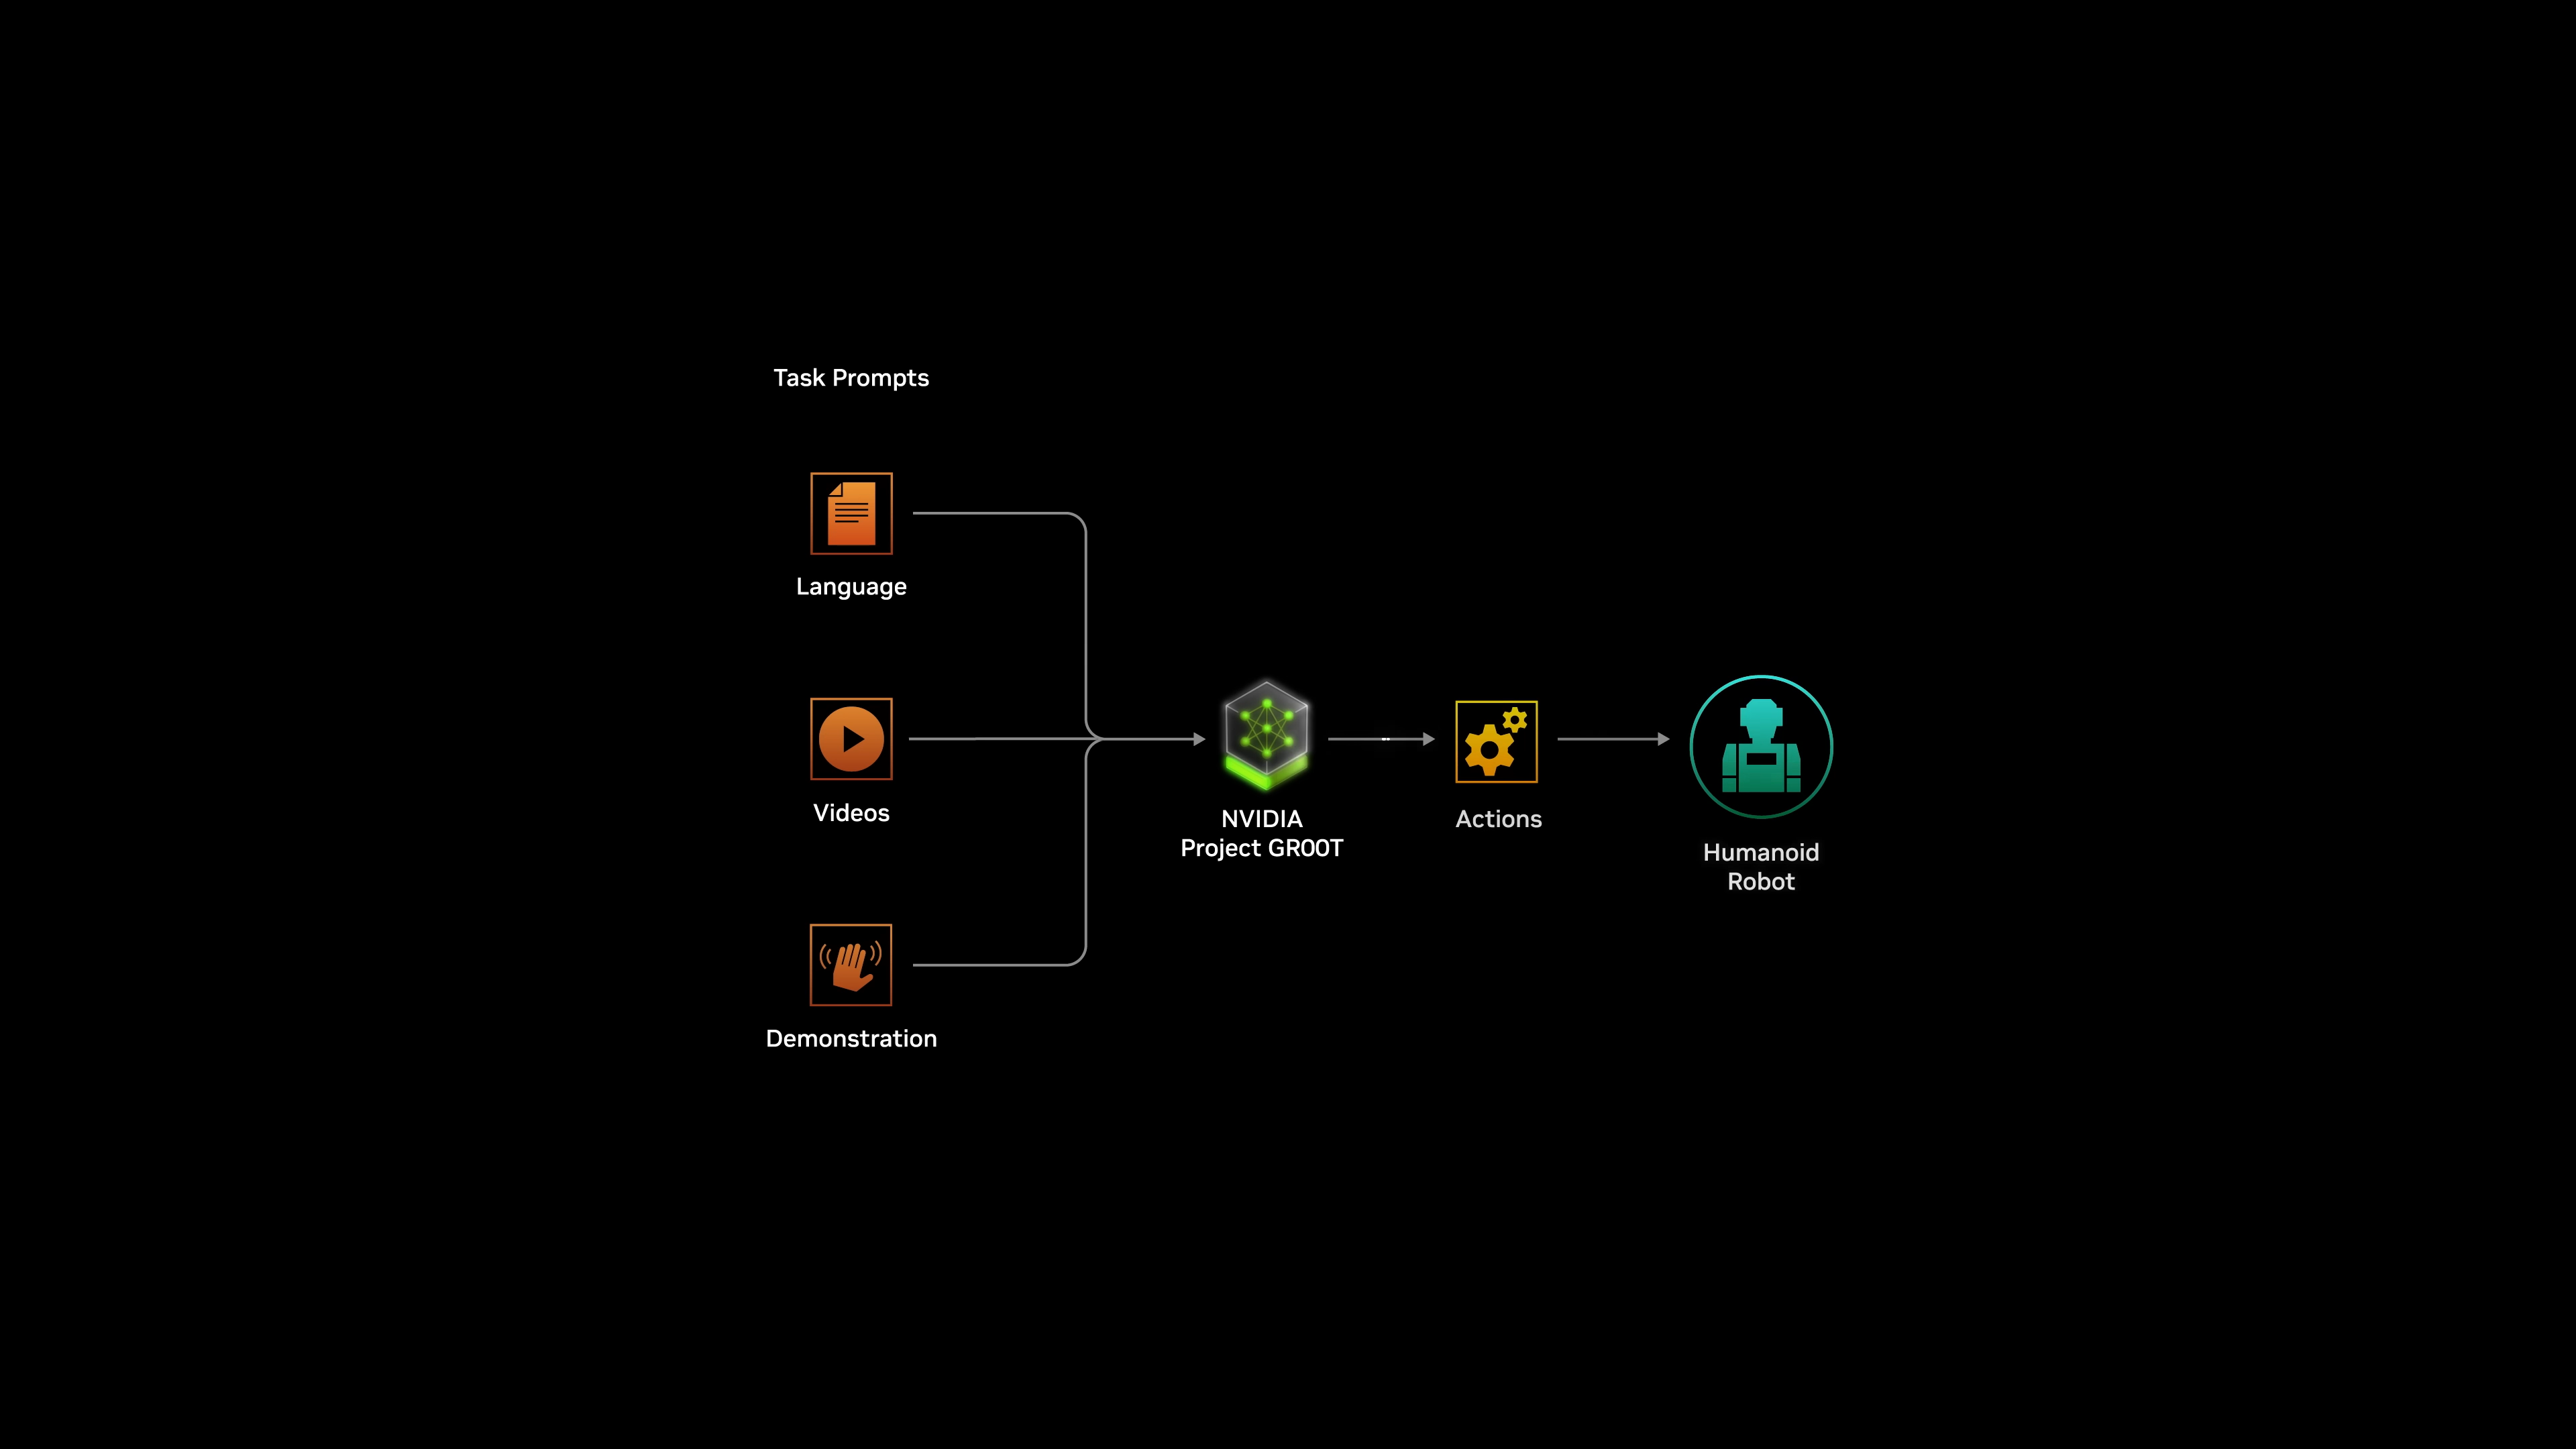 Task Prompts
Language
Videos
Demonstration
NVIDIA
Project GR00T
Actions
Humanoid
Robot